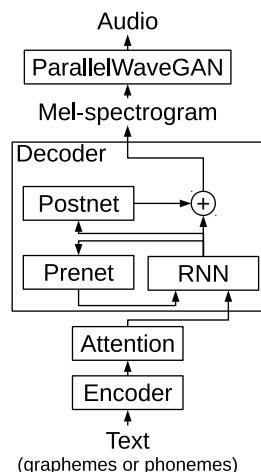 Audio
ParallelWaveGAN
Mel-spectrogram
Decoder
Postnet
+
Prenet
RNN
Attention
Encoder
Text
(graphemes or phonemes)